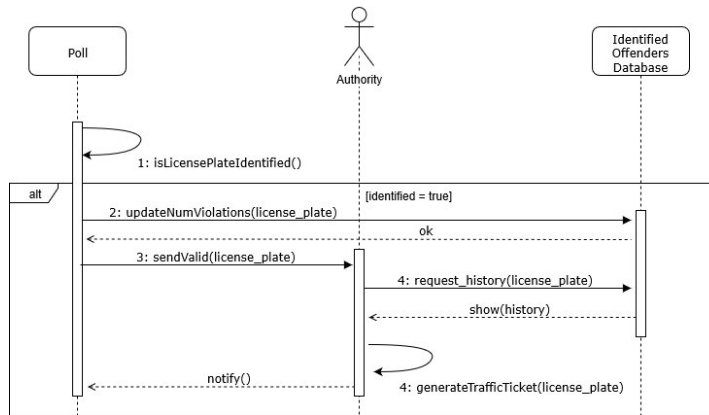 Poll
Authority
Identified
Offenders
Database
1: isLicensePlateIdentified()
alt
[identified = true]
2: updateNumViolations(license_plate)
ok
3: sendValid(license_plate)
4: request_history(license_plate)
show(history)
notify()
4: generateTrafficTicket(license_plate)